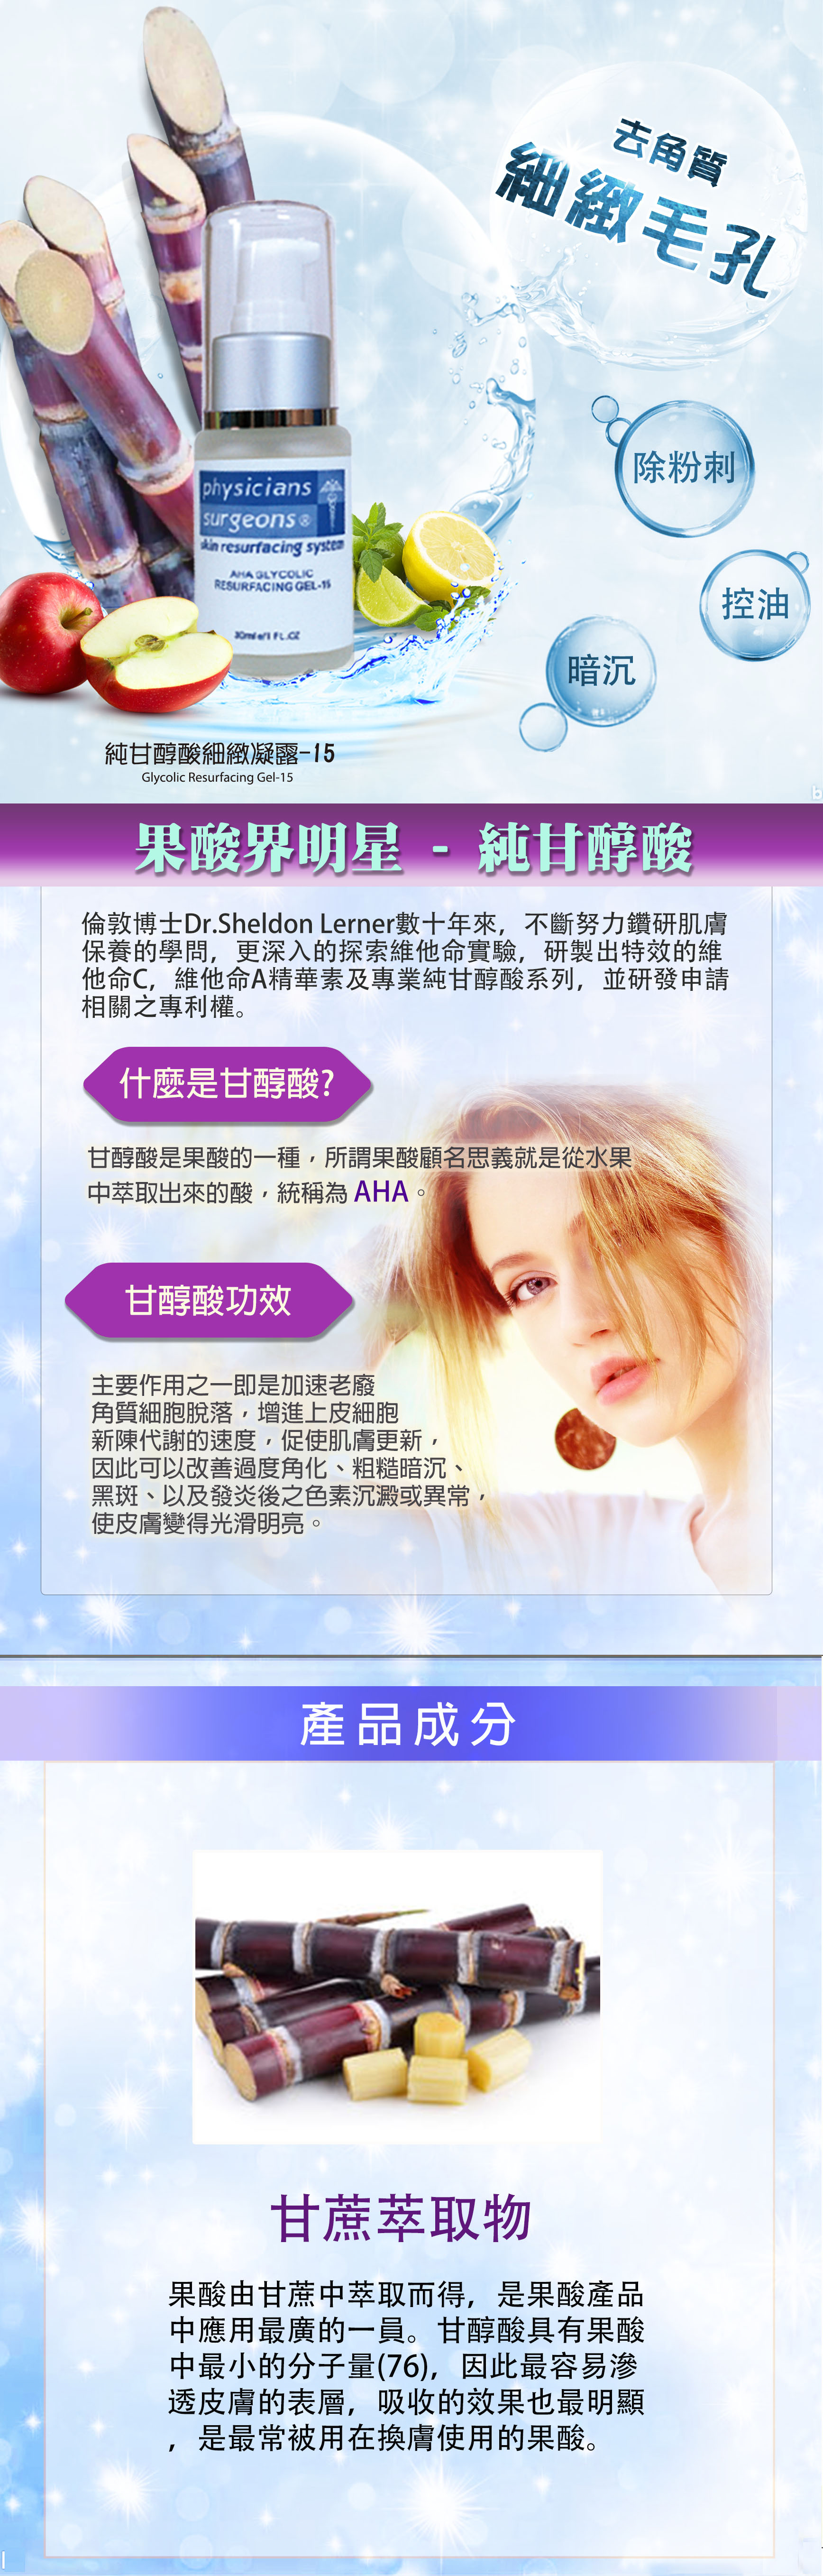 去角質
細緻毛孔
除粉刺
控油
暗沉
physicians
surgeons®
skin resurfacing system
AHA GLYCOLIC
RESURFACING GEL-15
30ml e/1 FL.OZ
純甘醇酸細緻凝露-15
Glycolic Resurfacing Gel-15
果酸界明星 - 純甘醇酸
倫敦博士Dr.Sheldon Lerner數十年來，不斷努力鑽研肌膚
保養的學問，更深入的探索維他命實驗，研製出特效的維
他命C，維他命A精華素及專業純甘醇酸系列，並研發申請
相關之專利權。
什麼是甘醇酸?
甘醇酸是果酸的一種，所謂果酸顧名思義就是從水果
中萃取出來的酸，統稱為 AHA。
甘醇酸功效
主要作用之一即是加速老廢
角質細胞脫落，增進上皮細胞
新陳代謝的速度，促使肌膚更新，
因此可以改善過度角化、粗糙暗沉、
黑斑、以及發炎後之色素沉澱或異常，
使皮膚變得光滑明亮。
產品成分
甘蔗萃取物
果酸由甘蔗中萃取而得，是果酸產品
中應用最廣的一員。甘醇酸具有果酸
中最小的分子量(76)，因此最容易滲
透皮膚的表層，吸收的效果也最明顯
，是最常被用在換膚使用的果酸。